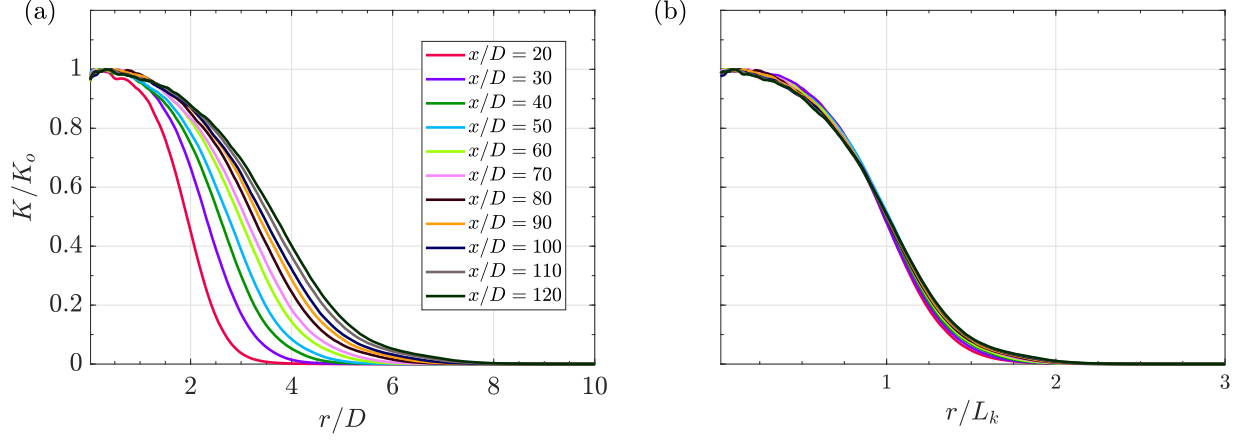 (a)
K/K_o
1
0.8
0.6
0.4
0.2
0
2
4
6
8
10
r/D
x/D = 20
x/D = 30
x/D = 40
x/D = 50
x/D = 60
x/D = 70
x/D = 80
x/D = 90
x/D = 100
x/D = 110
x/D = 120
(b)
1
2
3
r/L_k